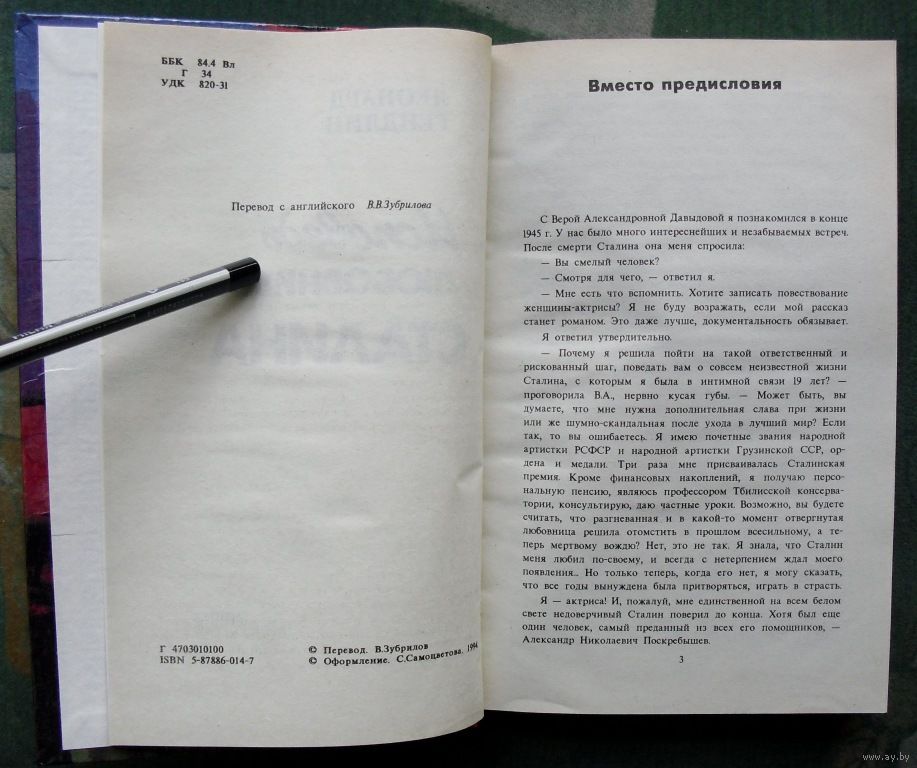 ББК 84.4 Вл
Г 34
УДК 820-31
Перевод с английского В.В.Зубрилова
Г 4703010100
ISBN 5-87886-014-7
© Перевод. В.Зубрилов
© Оформление. С.Самоцветова. 1994
Вместо предисловия
С Верой Александровной Давыдовой я познакомился в конце
1945 г. У нас было много интереснейших и незабываемых встреч.
После смерти Сталина она меня спросила:
— Вы смелый человек?
— Смотря для чего, — ответил я.
— Мне есть что вспомнить. Хотите записать повествование
женщины-актрисы? Я не буду возражать, если мой рассказ
станет романом. Это даже лучше, документальность обязывает.
Я ответил утвердительно.
— Почему я решила пойти на такой ответственный и
рискованный шаг, поведать вам о совсем неизвестной жизни
Сталина, с которым я была в интимной связи 19 лет? —
проговорила В.А., нервно кусая губы. — Может быть, вы
думаете, что мне нужна дополнительная слава при жизни
или же шумно-скандальная после ухода в лучший мир? Если
так, то вы ошибаетесь. Я имею почетные звания народной
артистки РСФСР и народной артистки Грузинской ССР, ор-
дена и медали. Три раза мне присваивалась Сталинская
премия. Кроме финансовых накоплений, я получаю персо-
нальную пенсию, являюсь профессором Тбилисской консерва-
тории, консультирую, даю частные уроки. Возможно, вы будете
считать, что разгневанная и в какой-то момент отвергнутая
любовница решила отомстить в прошлом всесильному, а те-
перь мертвому вождю? Нет, это не так. Я знала, что Сталин
меня любил по-своему, и всегда с нетерпением ждал моего
появления... Но только теперь, когда его нет, я могу сказать,
что все годы вынуждена была притворяться, играть в страсть.
Я — актриса! И, пожалуй, мне единственной на всем белом
свете недоверчивый Сталин поверил до конца. Хотя был еще
один человек, самый преданный из всех его помощников, —
Александр Николаевич Поскребышев.
3
www.ay.by